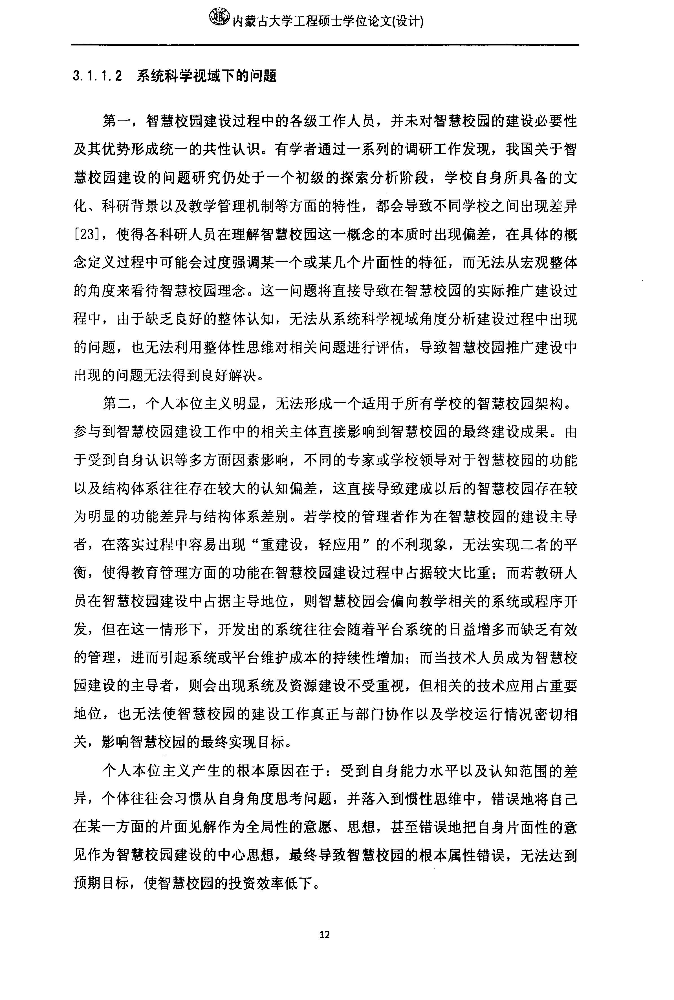 内蒙古大学工程硕士学位论文(设计)
3.1.1.2 系统科学视域下的问题
第一，智慧校园建设过程中的各级工作人员，并未对智慧校园的建设必要性
及其优势形成统一的共性认识。有学者通过一系列的调研工作发现，我国关于智
慧校园建设的问题研究仍处于一个初级的探索分析阶段，学校自身所具备的文
化、科研背景以及教学管理机制等方面的特性，都会导致不同学校之间出现差异
[23]，使得各科研人员在理解智慧校园这一概念的本质时出现偏差，在具体的概
念定义过程中可能会过度强调某一个或某几个片面性的特征，而无法从宏观整体
的角度来看待智慧校园理念。这一问题将直接导致在智慧校园的实际推广建设过
程中，由于缺乏良好的整体认知，无法从系统科学视域角度分析建设过程中出现
的问题，也无法利用整体性思维对相关问题进行评估，导致智慧校园推广建设中
出现的问题无法得到良好解决。
第二，个人本位主义明显，无法形成一个适用于所有学校的智慧校园架构。
参与到智慧校园建设工作中的相关主体直接影响到智慧校园的最终建设成果。由
于受到自身认识等多方面因素影响，不同的专家或学校领导对于智慧校园的功能
以及结构体系往往存在较大的认知偏差，这直接导致建成以后的智慧校园存在较
为明显的功能差异与结构体系差别。若学校的管理者作为在智慧校园的建设主导
者，在落实过程中容易出现“重建设，轻应用”的不利现象，无法实现二者的平
衡，使得教育管理方面的功能在智慧校园建设过程中占据较大比重；而若教研人
员在智慧校园建设中占据主导地位，则智慧校园会偏向教学相关的系统或程序开
发，但在这一情形下，开发出的系统往往会随着平台系统的日益增多而缺乏有效
的管理，进而引起系统或平台维护成本的持续性增加；而当技术人员成为智慧校
园建设的主导者，则会出现系统及资源建设不受重视，但相关的技术应用占重要
地位，也无法使智慧校园的建设工作真正与部门协作以及学校运行情况密切相
关，影响智慧校园的最终实现目标。
个人本位主义产生的根本原因在于：受到自身能力水平以及认知范围的差
异，个体往往会习惯从自身角度思考问题，并落入到惯性思维中，错误地将自己
在某一方面的片面见解作为全局性的意愿、思想，甚至错误地把自身片面性的意
见作为智慧校园建设的中心思想，最终导致智慧校园的根本属性错误，无法达到
预期目标，使智慧校园的投资效率低下。
12